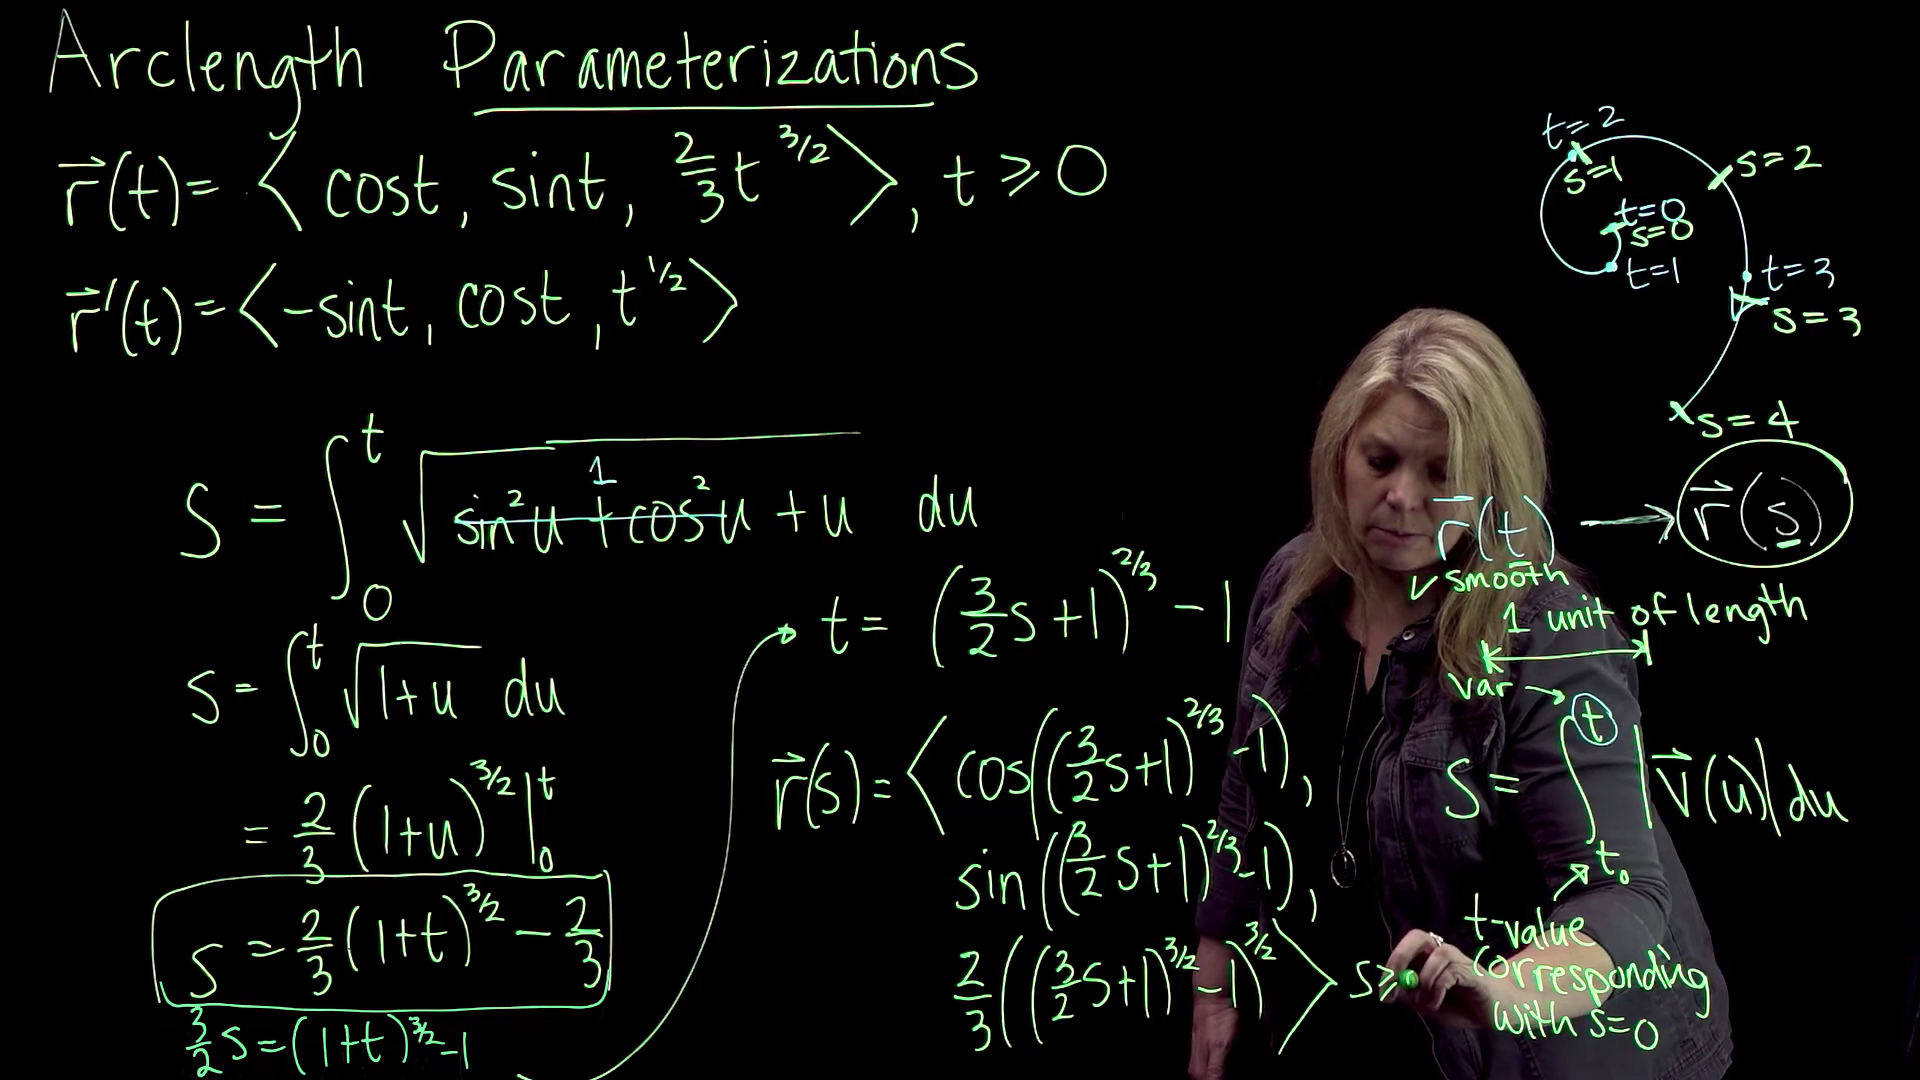 Arclength Parameterizations
r⃗(t) = ⟨cost, sint, 2/3 t^3/2⟩, t ≥ 0
r⃗'(t) = ⟨-sint, cost, t^1/2⟩
S = ∫_0^t √(sin²u + cos²u + u) du
1
S = ∫_0^t √(1+u) du
= 2/3 (1+u)^3/2 |_0^t
S = 2/3 (1+t)^3/2 - 2/3
3/2 S = (1+t)^3/2 - 1
t = (3/2 S + 1)^2/3 - 1
r⃗(s) = ⟨cos((3/2 S+1)^2/3 - 1),
sin((3/2 S+1)^2/3 - 1),
2/3 ((3/2 S+1)^3/2 - 1)^3/2⟩ S ≥
t=2
s=1
s=2
t=0
s=0
t=1
t=3
s=3
s=4
r⃗(t) → r⃗(s)
✓ smooth
1 unit of length
var →
S = ∫_t₀^t |v⃗(u)| du
t-value
corresponding
with s=0